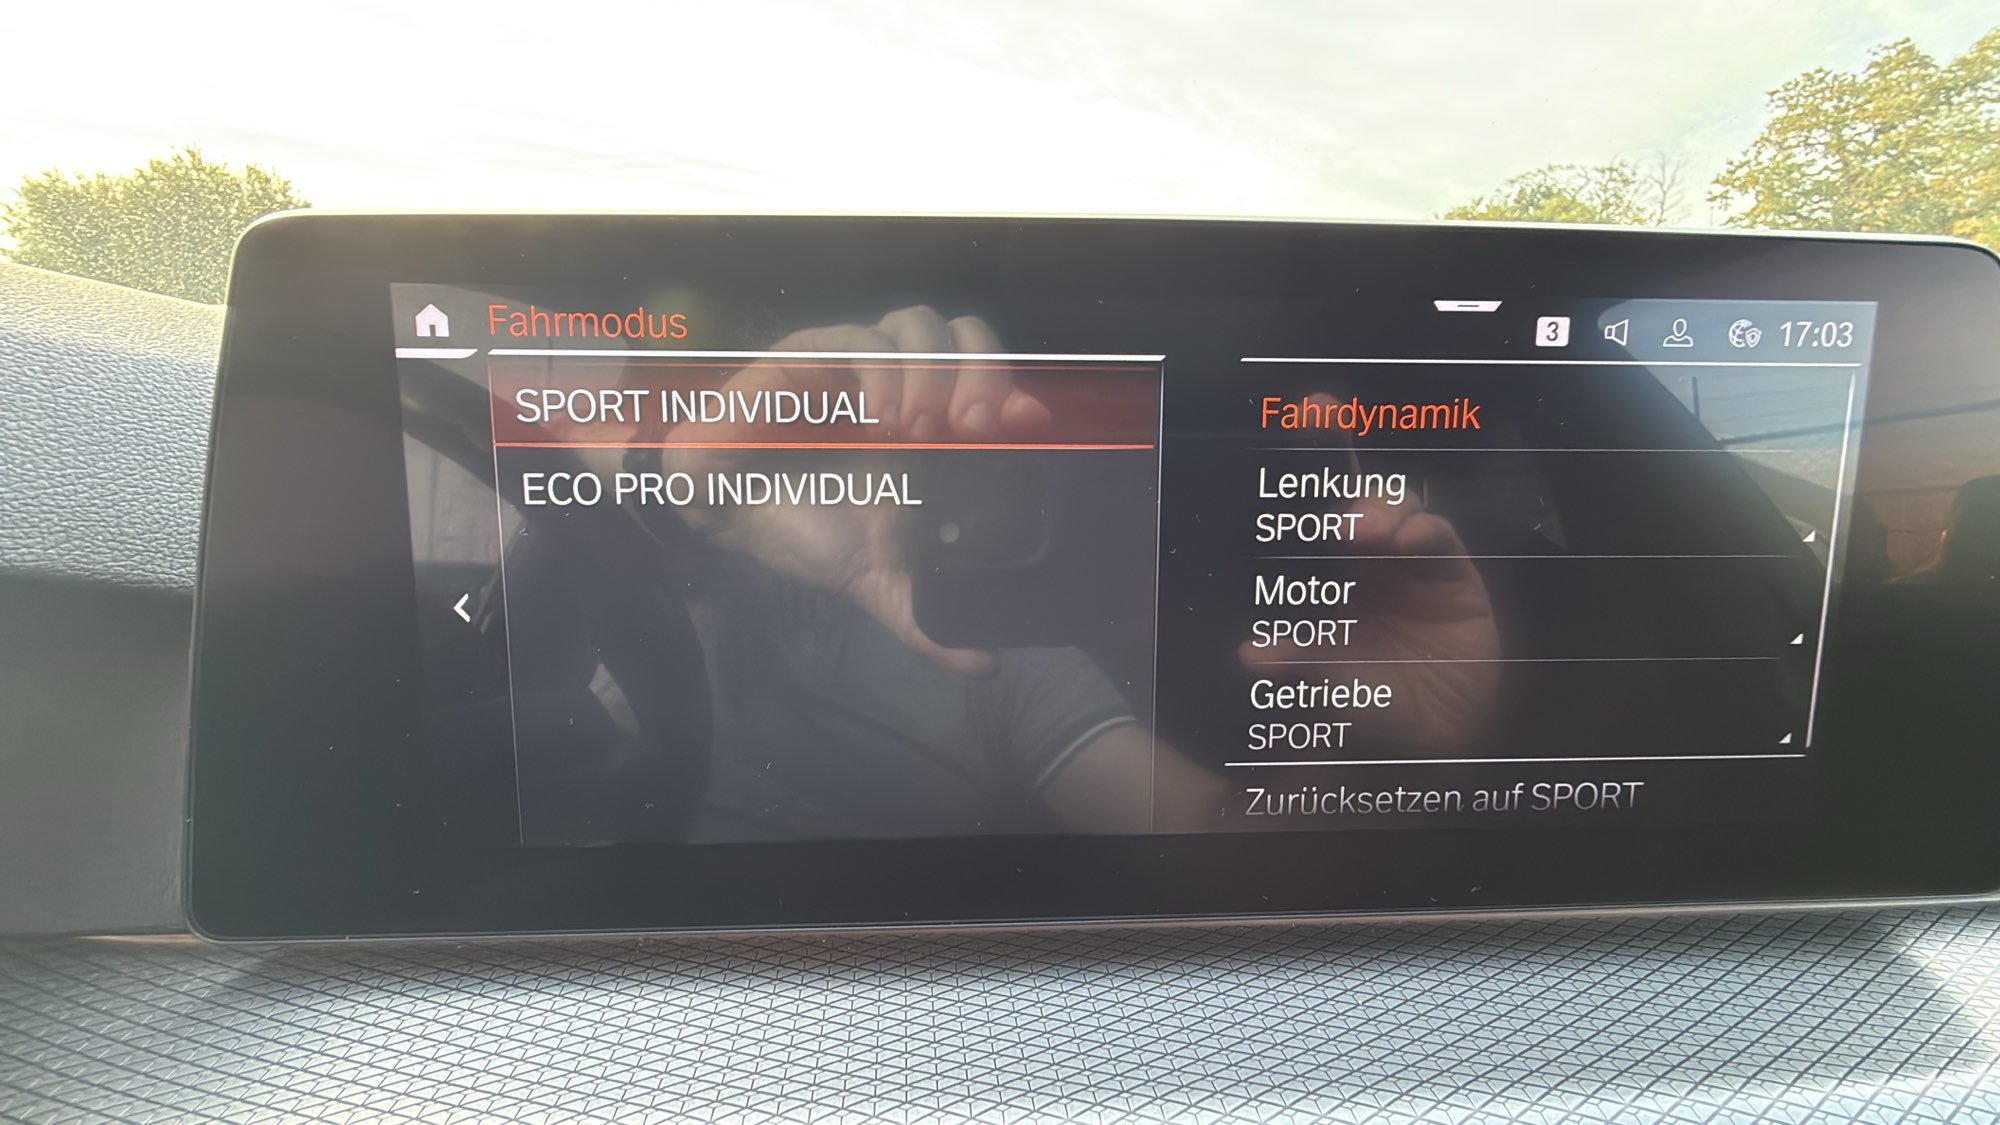 Fahrmodus
3 17:03
SPORT INDIVIDUAL
ECO PRO INDIVIDUAL
Fahrdynamik
Lenkung
SPORT
Motor
SPORT
Getriebe
SPORT
Zurücksetzen auf SPORT